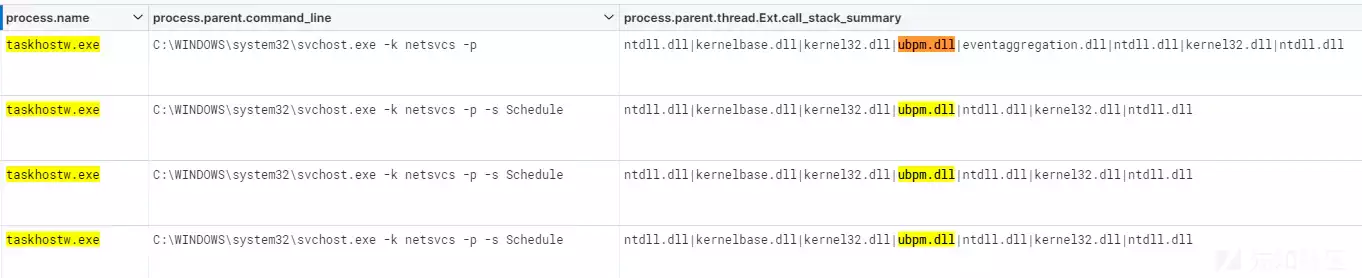 process.name process.parent.command_line process.parent.thread.Ext.call_stack_summary
taskhostw.exe C:\WINDOWS\system32\svchost.exe -k netsvcs -p ntdll.dll|kernelbase.dll|kernel32.dll|ubpm.dll|eventaggregation.dll|ntdll.dll|kernel32.dll|ntdll.dll
taskhostw.exe C:\WINDOWS\system32\svchost.exe -k netsvcs -p -s Schedule ntdll.dll|kernelbase.dll|kernel32.dll|ubpm.dll|ntdll.dll|kernel32.dll|ntdll.dll
taskhostw.exe C:\WINDOWS\system32\svchost.exe -k netsvcs -p -s Schedule ntdll.dll|kernelbase.dll|kernel32.dll|ubpm.dll|ntdll.dll|kernel32.dll|ntdll.dll
taskhostw.exe C:\WINDOWS\system32\svchost.exe -k netsvcs -p -s Schedule ntdll.dll|kernelbase.dll|kernel32.dll|ubpm.dll|ntdll.dll|kernel32.dll|ntdll.dll